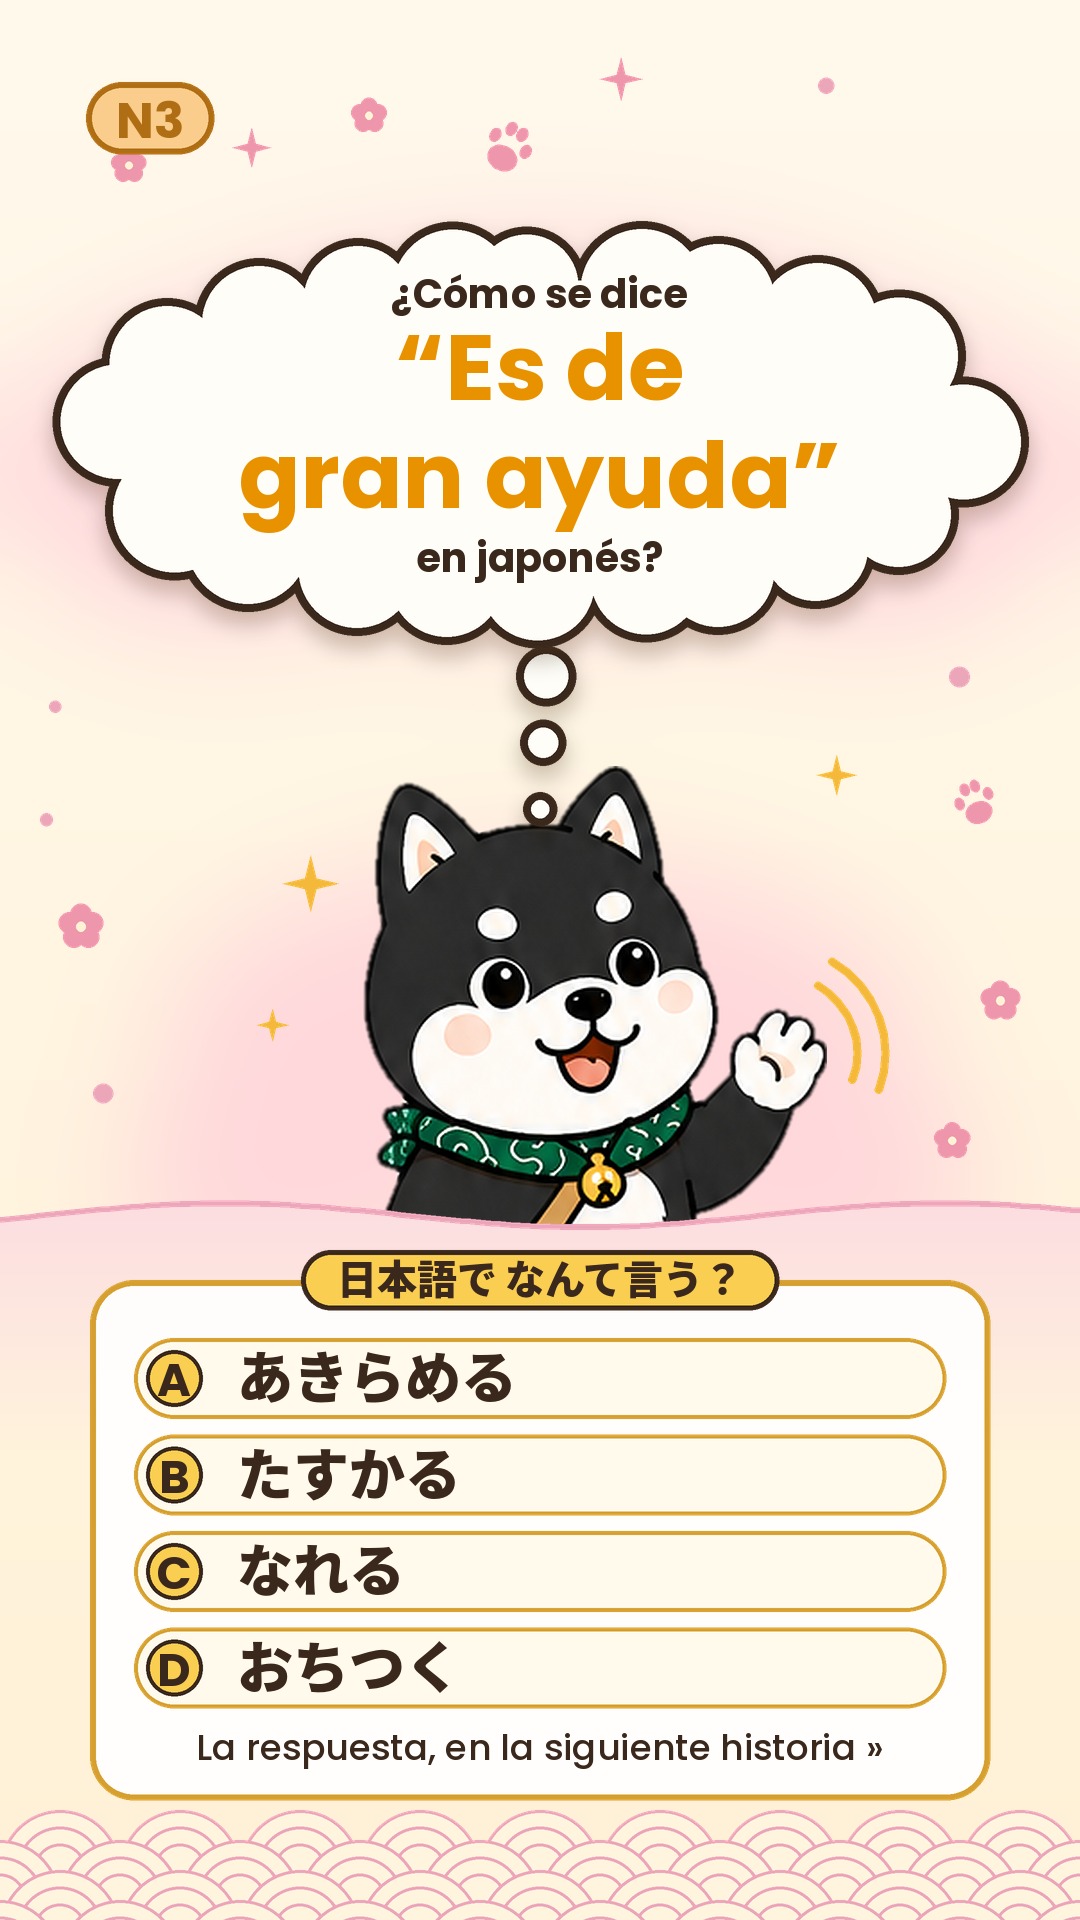 N3
¿Cómo se dice
“Es de
gran ayuda”
en japonés?
日本語で なんて言う？
A あきらめる
B たすかる
C なれる
D おちつく
La respuesta, en la siguiente historia »